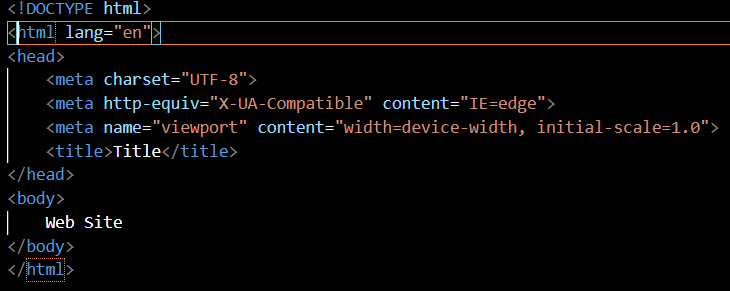 <!DOCTYPE html>
<html lang="en">
<head>
    <meta charset="UTF-8">
    <meta http-equiv="X-UA-Compatible" content="IE=edge">
    <meta name="viewport" content="width=device-width, initial-scale=1.0">
    <title>Title</title>
</head>
<body>
    Web Site
</body>
</html>